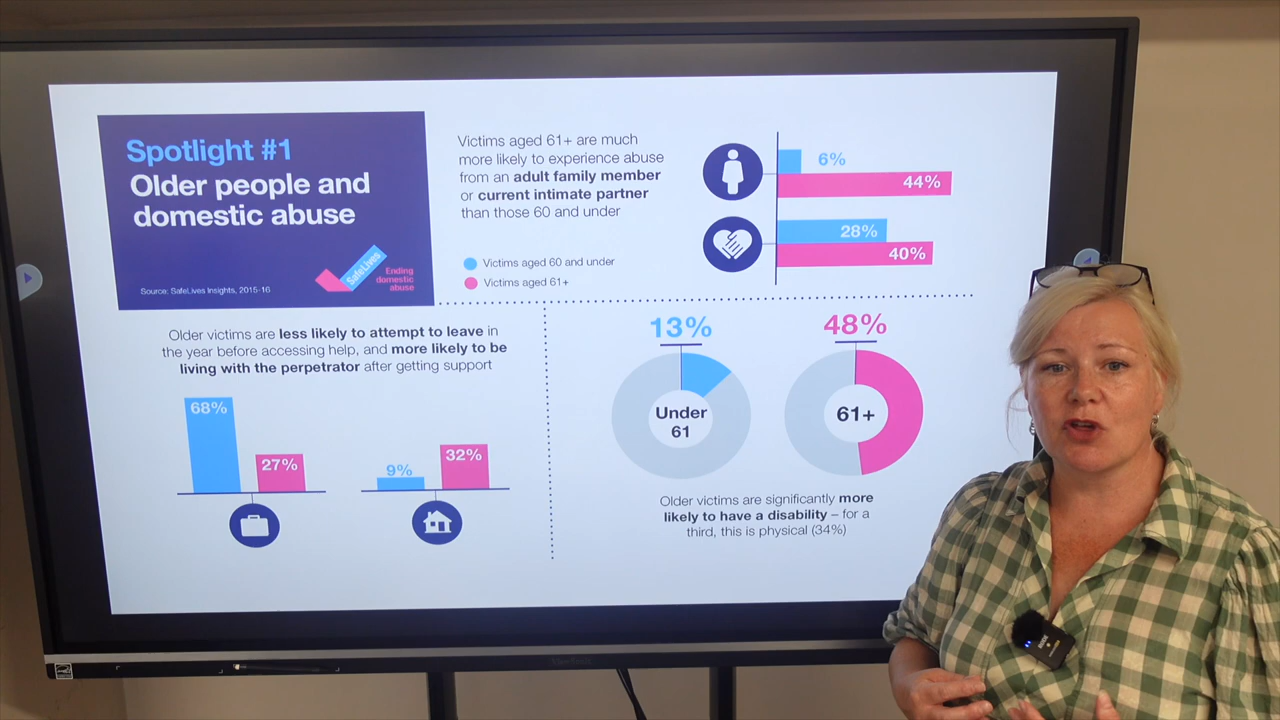 Spotlight #1
Older people and
domestic abuse
Source: SafeLives Insights, 2015-16
SafeLives
Ending
domestic
abuse
Victims aged 61+ are much
more likely to experience abuse
from an adult family member
or current intimate partner
than those 60 and under
Victims aged 60 and under
Victims aged 61+
6%
44%
28%
40%
Older victims are less likely to attempt to leave in
the year before accessing help, and more likely to be
living with the perpetrator after getting support
68%
27%
9%
32%
13%
48%
Under
61
61+
Older victims are significantly more
likely to have a disability – for a
third, this is physical (34%)